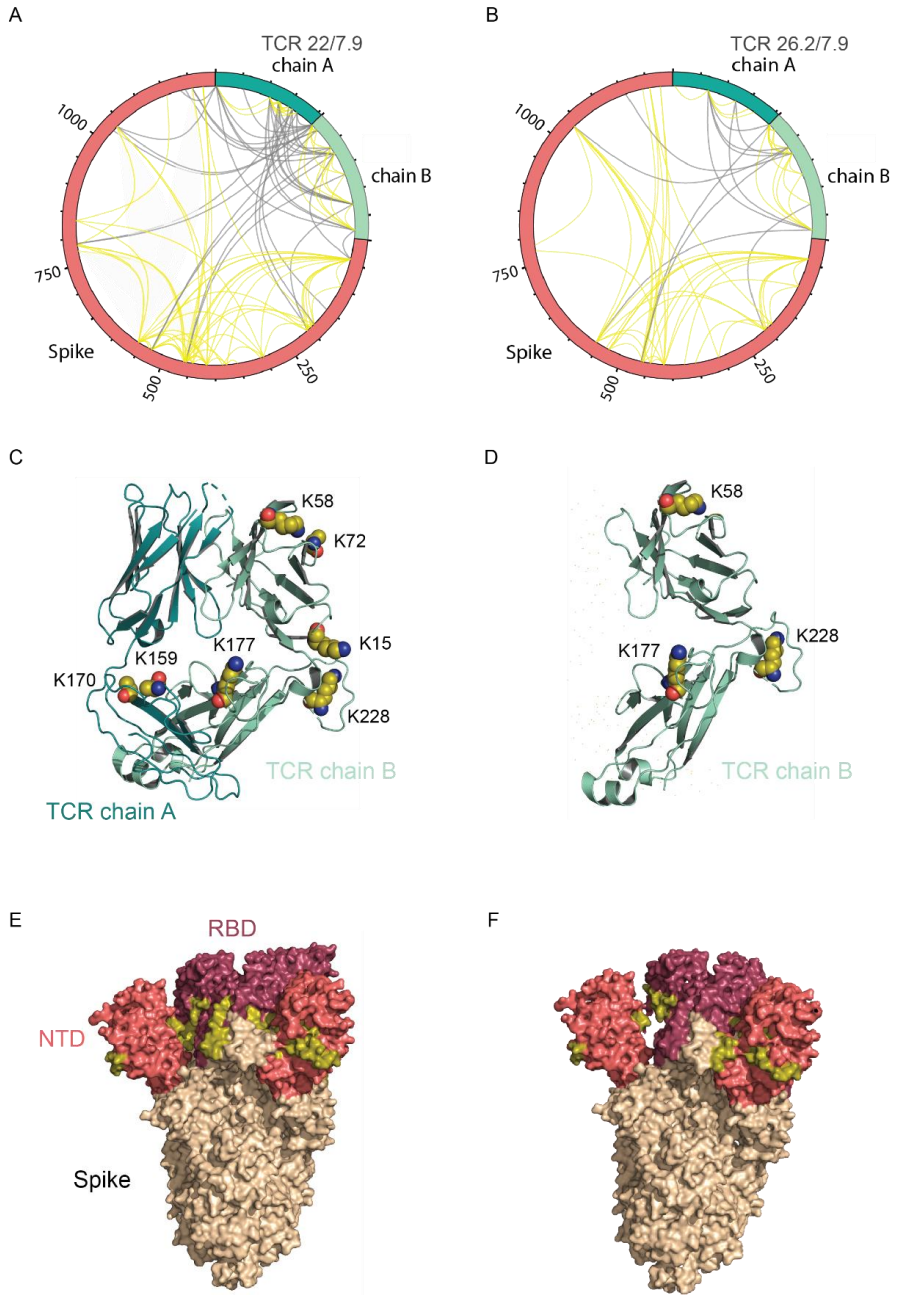 A
TCR 22/7.9
chain A
chain B
1000
750
Spike
500
250
B
TCR 26.2/7.9
chain A
chain B
1000
750
Spike
500
250
C
K58
K72
K15
K177
K159
K170
K228
TCR chain B
TCR chain A
D
K58
K177
K228
TCR chain B
E
RBD
NTD
Spike
F